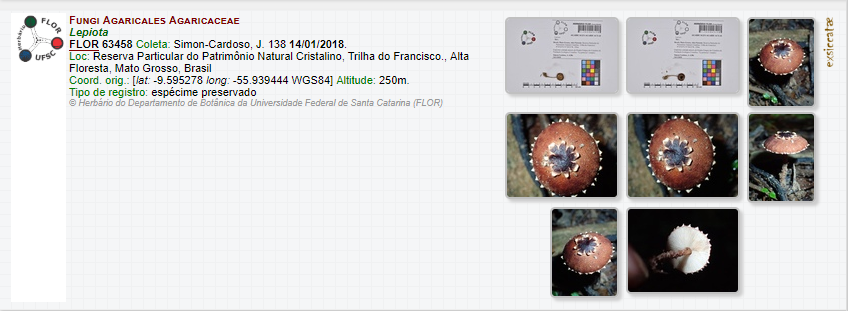 Herbário FLOR UFSC
FUNGI AGARICALES AGARICACEAE
Lepiota
FLOR 63458 Coleta: Simon-Cardoso, J. 138 14/01/2018.
Loc: Reserva Particular do Patrimônio Natural Cristalino, Trilha do Francisco., Alta
Floresta, Mato Grosso, Brasil
Coord. orig.: [lat: -9.595278 long: -55.939444 WGS84] Altitude: 250m.
Tipo de registro: espécime preservado
© Herbário do Departamento de Botânica da Universidade Federal de Santa Catarina (FLOR)
exsiccatae